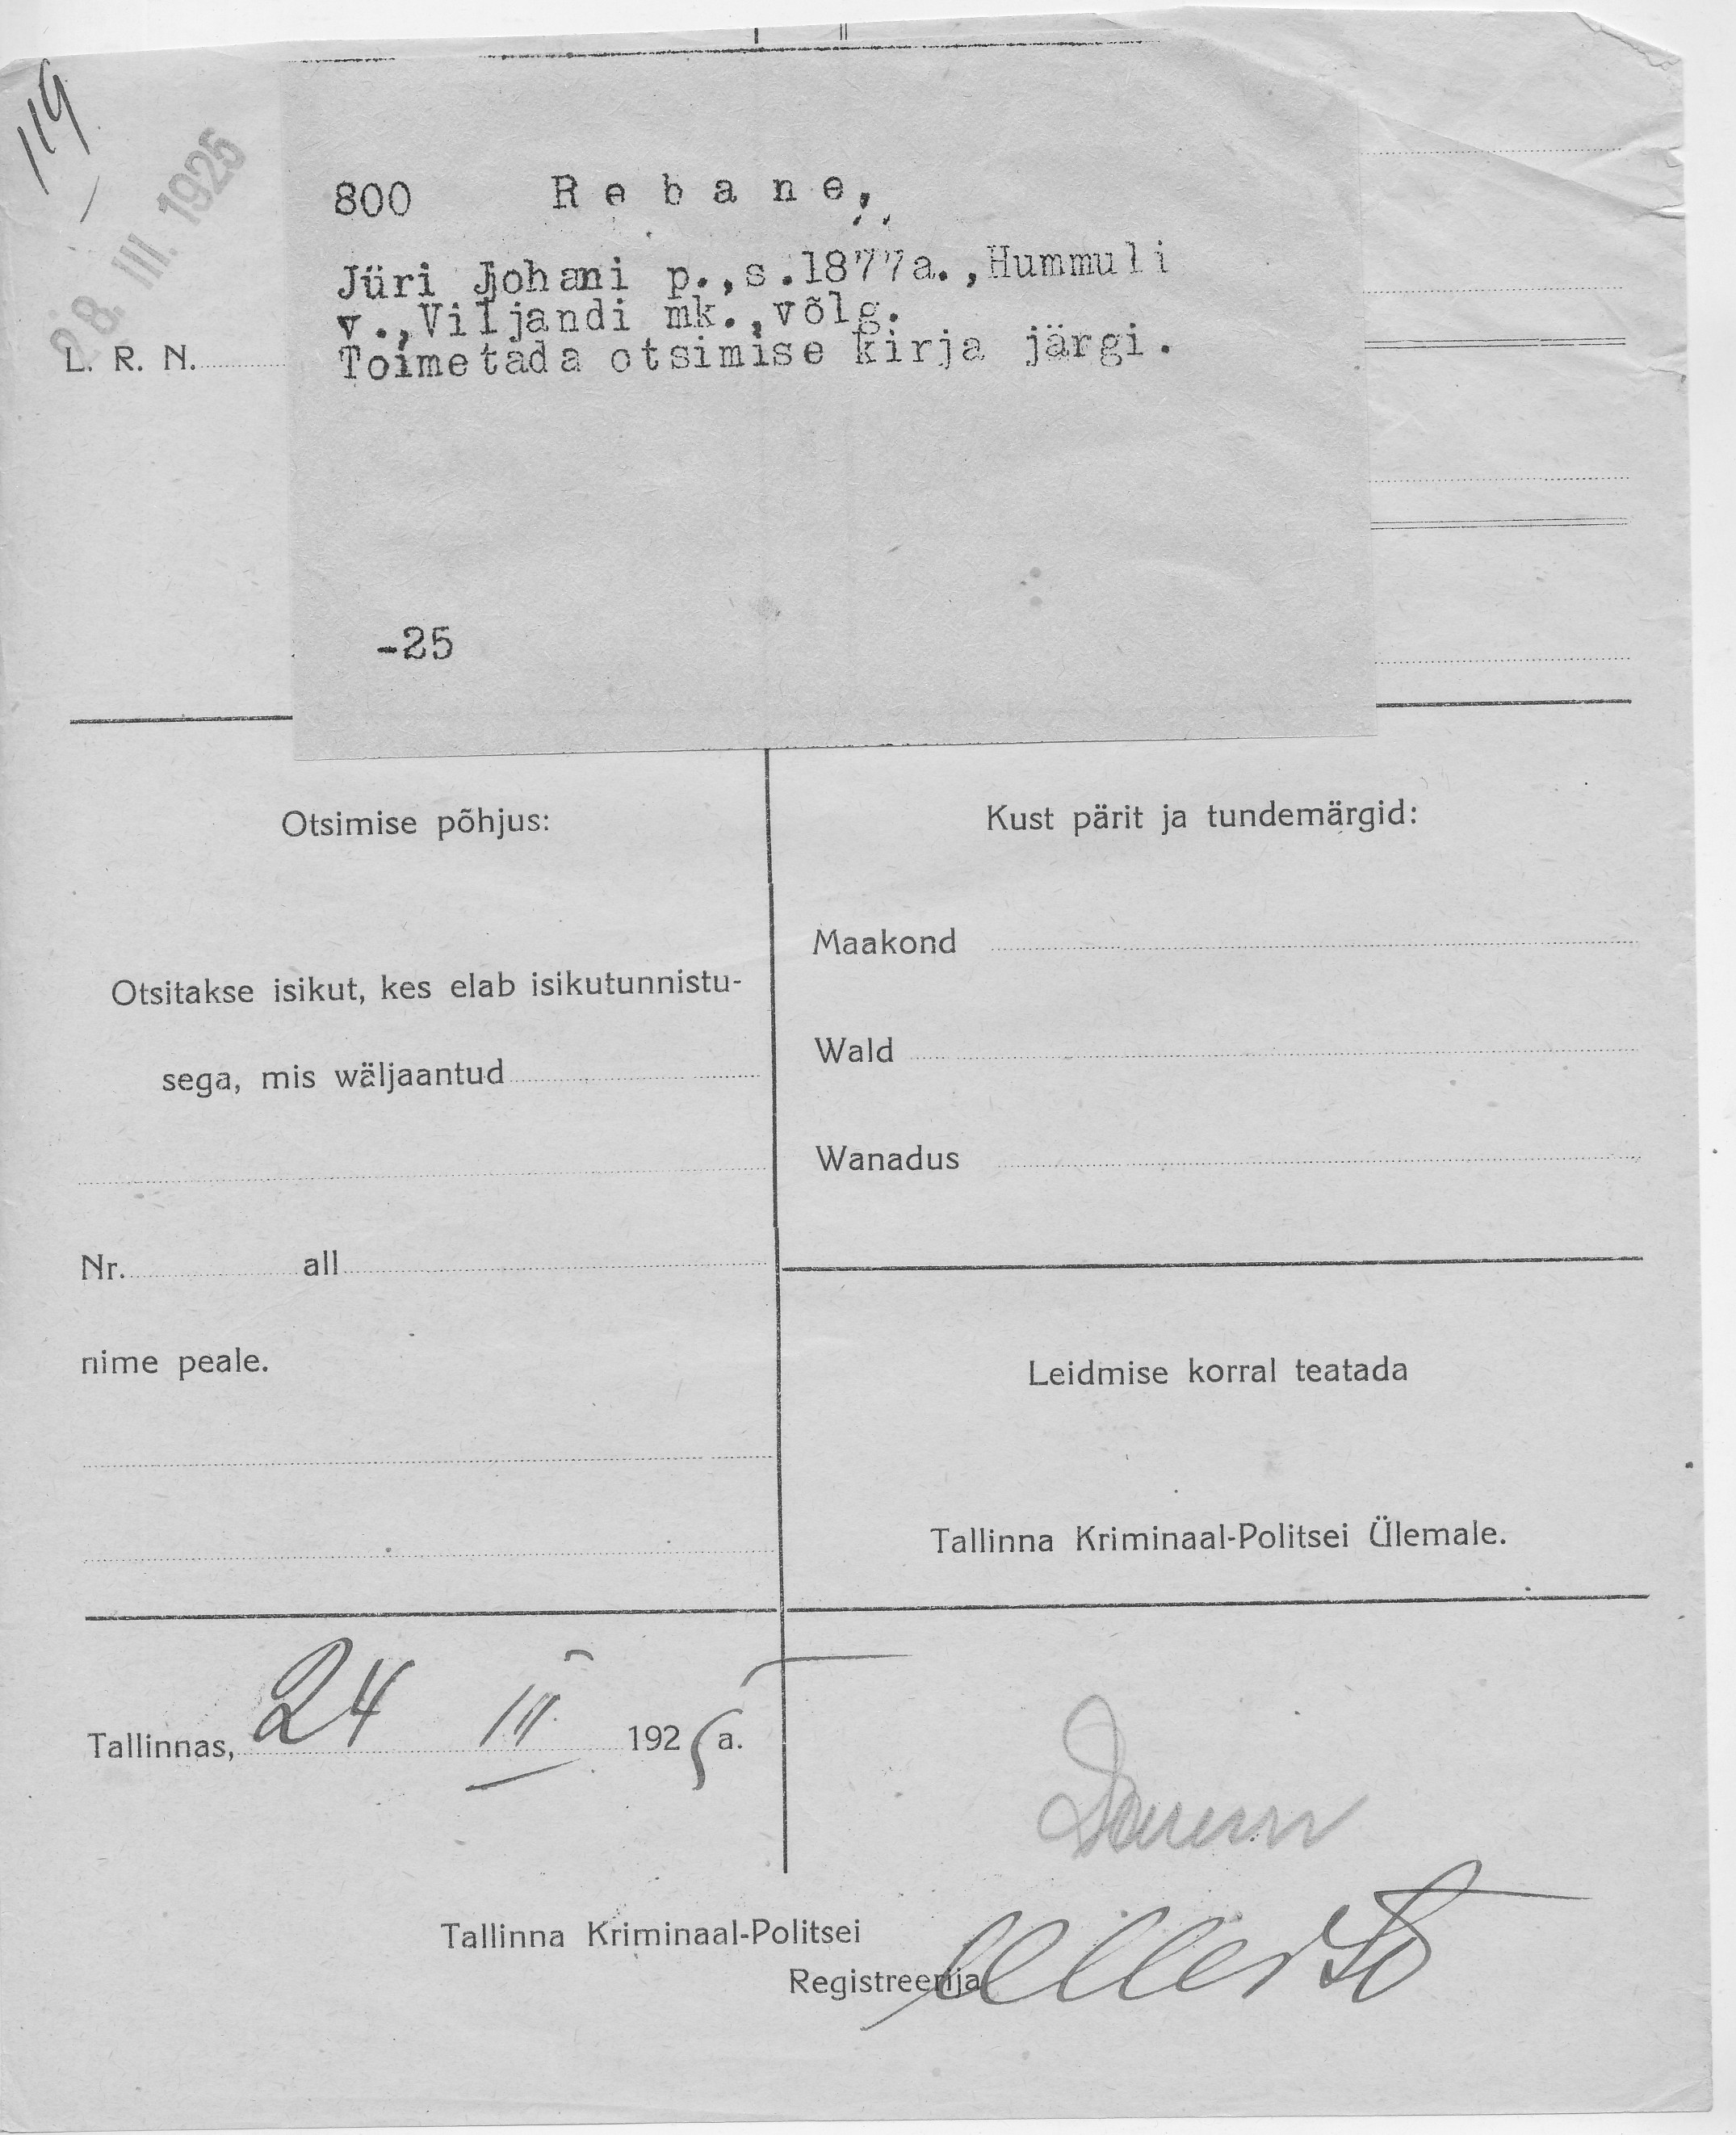 119
28. III. 1925
800 Rebane,
Jüri Johani p.,s.1877a.,Hummuli
v.,Viljandi mk.,võlg.
Toimetada otsimise kirja järgi.
L. R. N.
-25
Otsimise põhjus:
Otsitakse isikut, kes elab isikutunnistu-
sega, mis wäljaantud
Nr. all
nime peale.
Kust pärit ja tundemärgid:
Maakond
Wald
Wanadus
Leidmise korral teatada
Tallinna Kriminaal-Politsei Ülemale.
Tallinnas, 24 III 1925 a.
Tallinna Kriminaal-Politsei
Registreerija